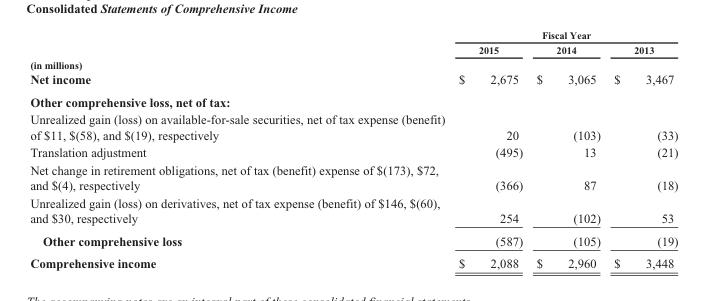 Consolidated Statements of Comprehensive Income
Fiscal Year
2015 2014 2013
(in millions)
Net income $ 2,675 $ 3,065 $ 3,467
Other comprehensive loss, net of tax:
Unrealized gain (loss) on available-for-sale securities, net of tax expense (benefit)
of $11, $(58), and $(19), respectively 20 (103) (33)
Translation adjustment (495) 13 (21)
Net change in retirement obligations, net of tax (benefit) expense of $(173), $72,
and $(4), respectively (366) 87 (18)
Unrealized gain (loss) on derivatives, net of tax expense (benefit) of $146, $(60),
and $30, respectively 254 (102) 53
Other comprehensive loss (587) (105) (19)
Comprehensive income $ 2,088 $ 2,960 $ 3,448